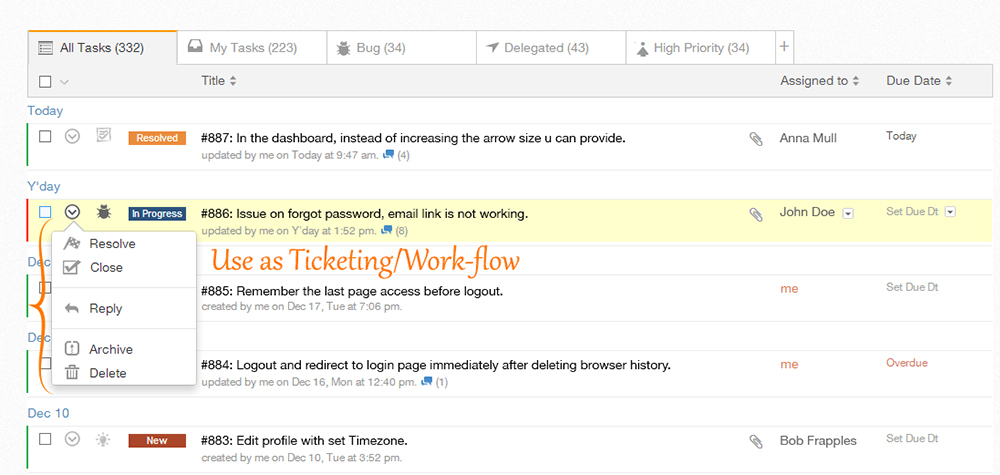 All Tasks (332) My Tasks (223) Bug (34) Delegated (43) High Priority (34) +
Title Assigned to Due Date
Today
Resolved #887: In the dashboard, instead of increasing the arrow size u can provide. Anna Mull Today
updated by me on Today at 9:47 am. (4)
Y'day
In Progress #886: Issue on forgot password, email link is not working. John Doe Set Due Dt
updated by me on Y'day at 1:52 pm. (8)
Resolve
Use as Ticketing/Work-flow
Dec
Close
#885: Remember the last page access before logout. me Set Due Dt
created by me on Dec 17, Tue at 7:06 pm.
Reply
Dec
Archive
#884: Logout and redirect to login page immediately after deleting browser history. me Overdue
Delete
updated by me on Dec 16, Mon at 12:40 pm. (1)
Dec 10
New #883: Edit profile with set Timezone. Bob Frapples Set Due Dt
created by me on Dec 10, Tue at 3:52 pm.